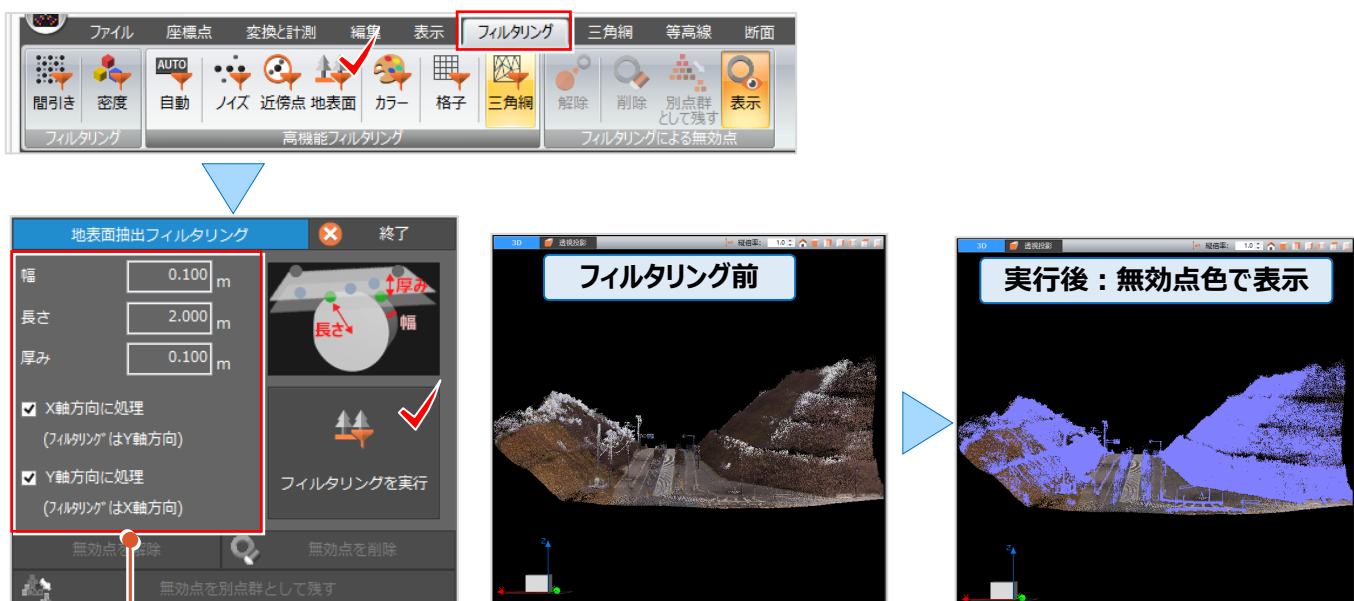 ファイル 座標点 変換と計測 編集 表示 フィルタリング 三角網 等高線 断面
AUTO
間引き 密度 自動 ノイズ 近傍点 地表面 カラー 格子 三角網 解除 削除 別点群として残す 表示
フィルタリング 高機能フィルタリング フィルタリングによる無効点
地表面抽出フィルタリング 終了
幅 0.100 m
長さ 2.000 m
厚み 0.100 m
厚み
長さ
幅
X軸方向に処理
(フィルタリングはY軸方向)
Y軸方向に処理
(フィルタリングはX軸方向)
フィルタリングを実行
無効点を解除 無効点を削除
無効点を別点群として残す
3D 透視投影 縦倍率: 1.0
フィルタリング前
Z
X
3D 透視投影 縦倍率: 1.0
実行後：無効点色で表示
Z
X